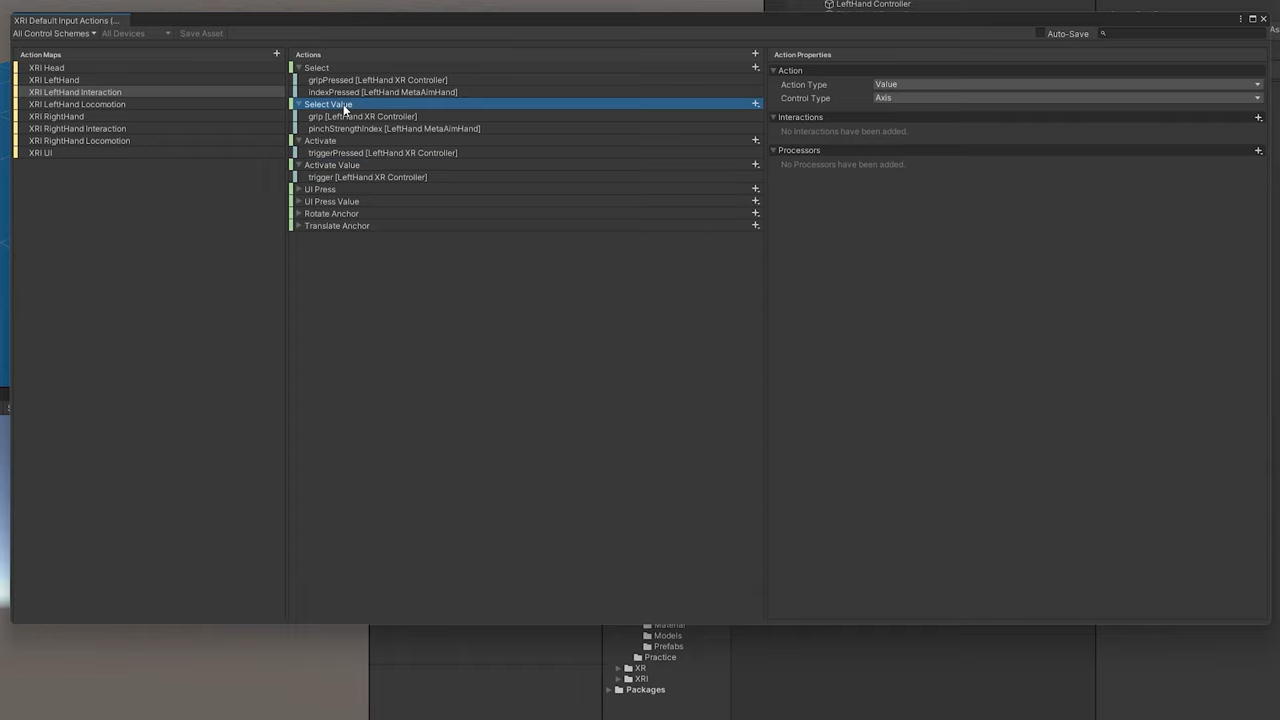 LeftHand Controller
XRI Default Input Actions (...
All Control Schemes All Devices Save Asset Auto-Save
Action Maps
XRI Head
XRI LeftHand
XRI LeftHand Interaction
XRI LeftHand Locomotion
XRI RightHand
XRI RightHand Interaction
XRI RightHand Locomotion
XRI UI
Actions
Select
gripPressed [LeftHand XR Controller]
indexPressed [LeftHand MetaAimHand]
Select Value
grip [LeftHand XR Controller]
pinchStrengthIndex [LeftHand MetaAimHand]
Activate
triggerPressed [LeftHand XR Controller]
Activate Value
trigger [LeftHand XR Controller]
UI Press
UI Press Value
Rotate Anchor
Translate Anchor
Action Properties
Action
Action Type Value
Control Type Axis
Interactions
No Interactions have been added.
Processors
No Processors have been added.
Material
Models
Prefabs
Practice
XR
XRI
Packages